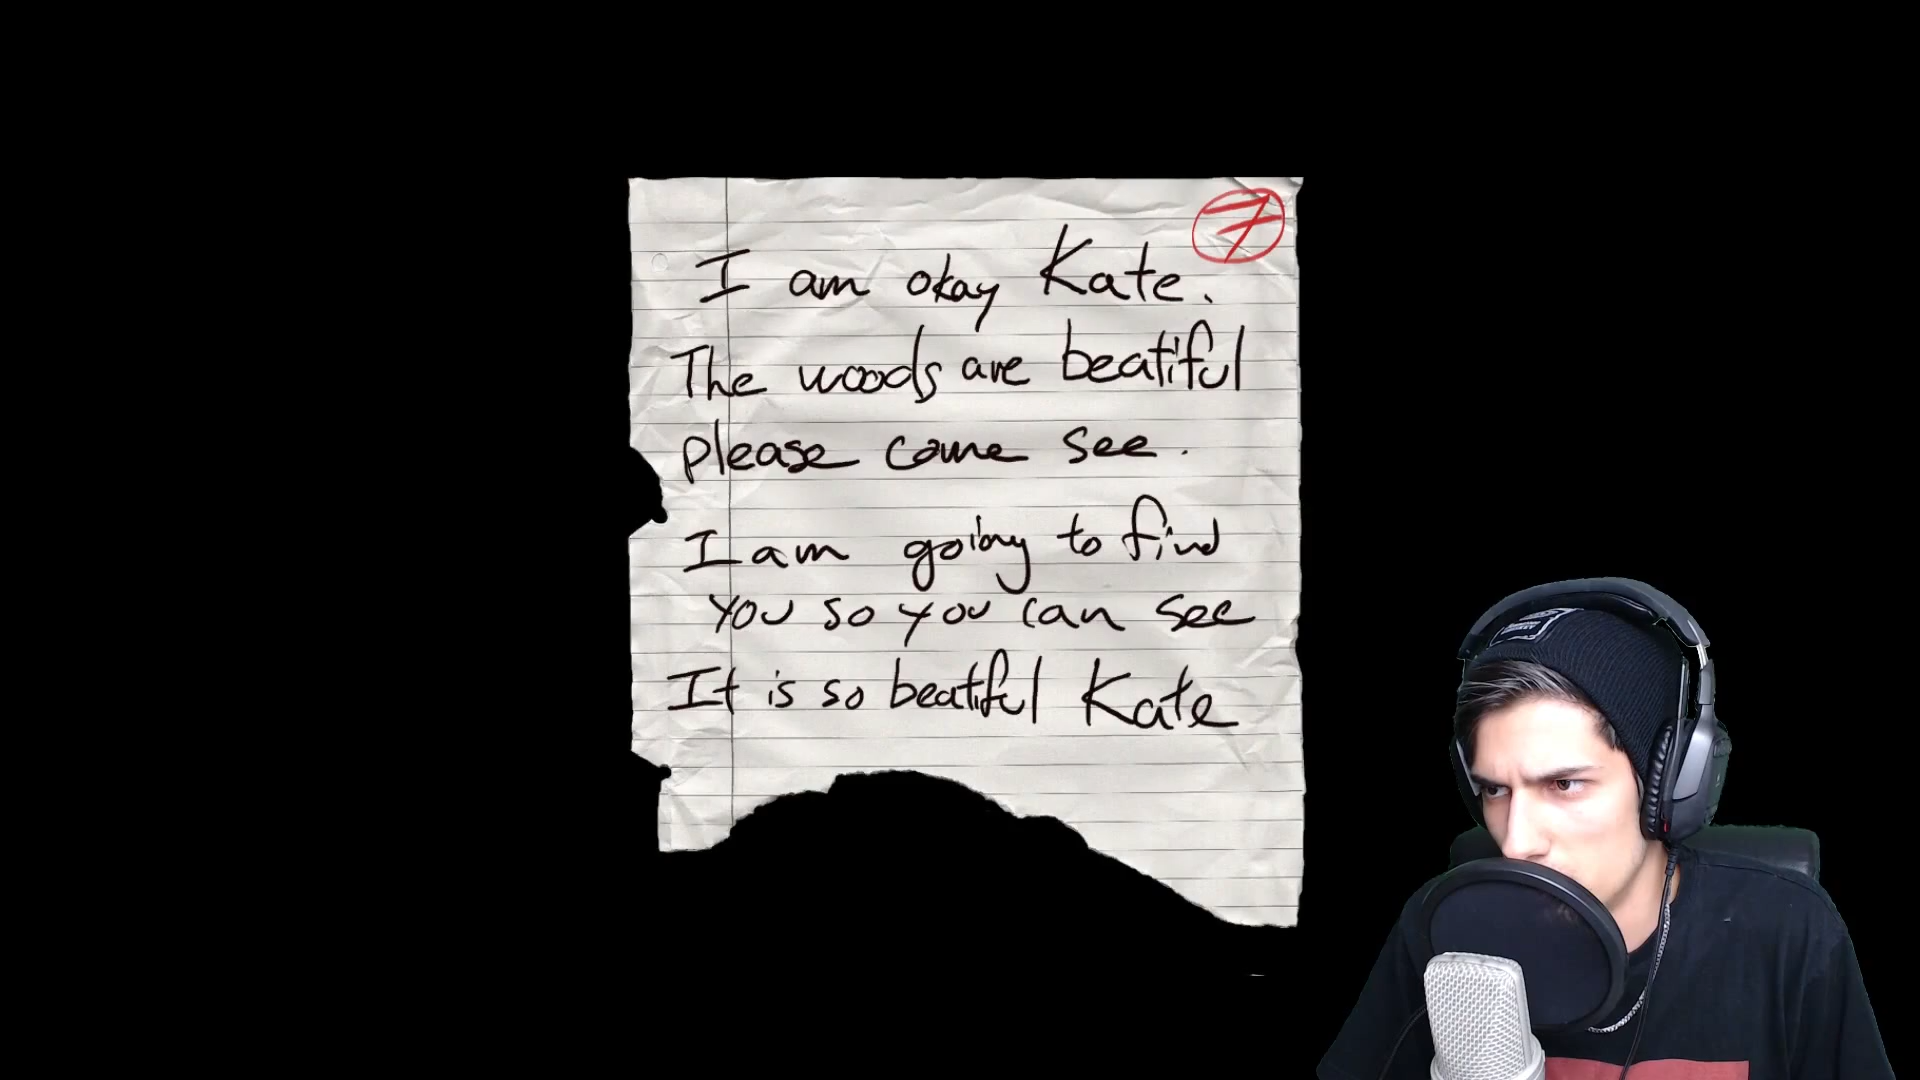 7
I am okay Kate.
The woods are beatiful
please come see.
I am going to find
you so you can see
It is so beatiful Kate